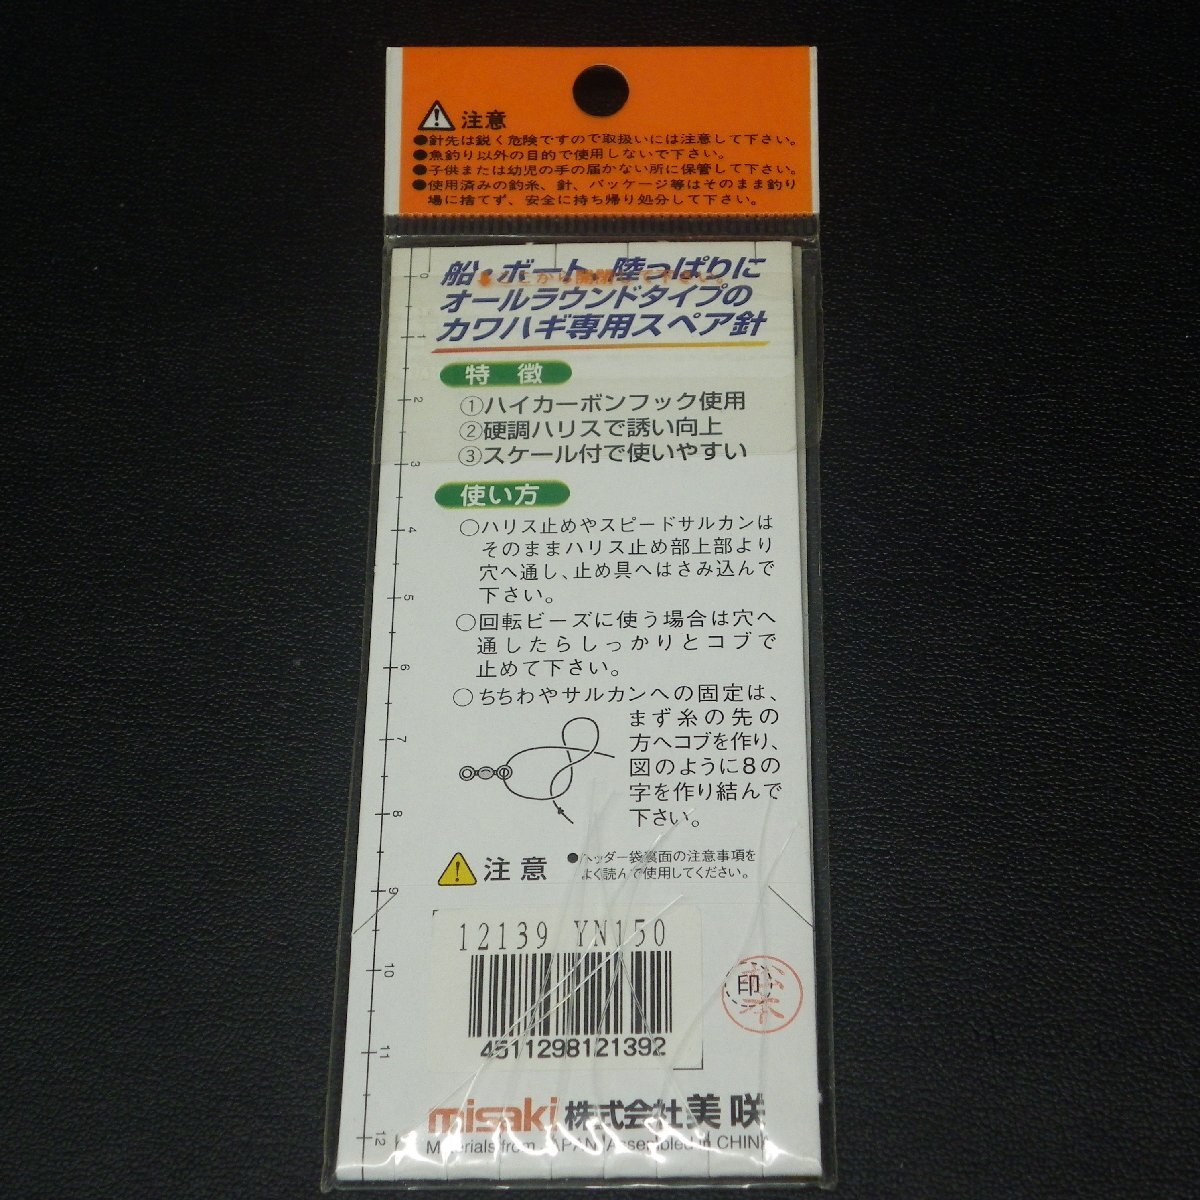 注意
●針先は鋭く危険ですので取扱いには注意して下さい。
●魚釣り以外の目的で使用しないで下さい。
●子供または幼児の手の届かない所に保管して下さい。
●使用済みの釣糸、針、パッケージ等はそのまま釣り
場に捨てず、安全に持ち帰り処分して下さい。
船・ボート、陸っぱりに
オールラウンドタイプの
カワハギ専用スペア針
特徴
①ハイカーボンフック使用
②硬調ハリスで誘い向上
③スケール付で使いやすい
使い方
○ハリス止めやスピードサルカンは
そのままハリス止め部上部より
穴へ通し、止め具へはさみ込んで
下さい。
○回転ビーズに使う場合は穴へ
通したらしっかりとコブで
止めて下さい。
○ちちわやサルカンへの固定は、
まず糸の先の
方へコブを作り、
図のように8の
字を作り結んで
下さい。
注意
●ヘッダー袋裏面の注意事項を
よく読んで使用してください。
12139 YN150
4511298121392
印
misaki 株式会社美咲
Materials from JAPAN/Assembled in CHINA
0
2
3
4
5
6
7
8
9
10
11
12